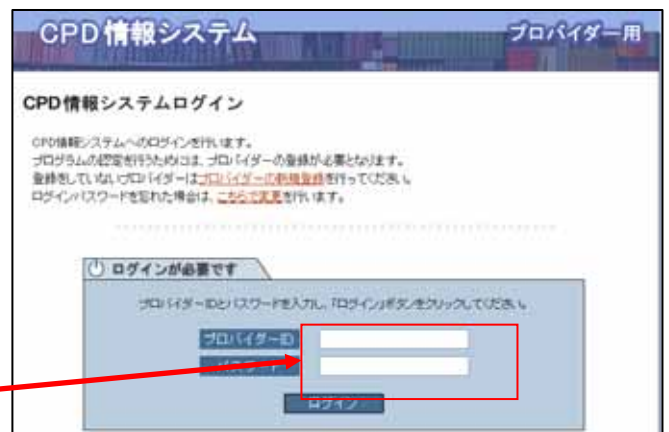 CPD情報システム
プロバイダー用
CPD情報システムログイン
CPD情報システムへのログインを行います。
プログラムの認定を行うためには、プロバイダーの登録が必要となります。
登録をしていないプロバイダーはプロバイダーの新規登録を行ってください。
ログインパスワードを忘れた場合は、こちらで変更を行います。
ログインが必要です
プロバイダーIDとパスワードを入力し、「ログイン」ボタンをクリックしてください。
プロバイダーID
パスワード
ログイン